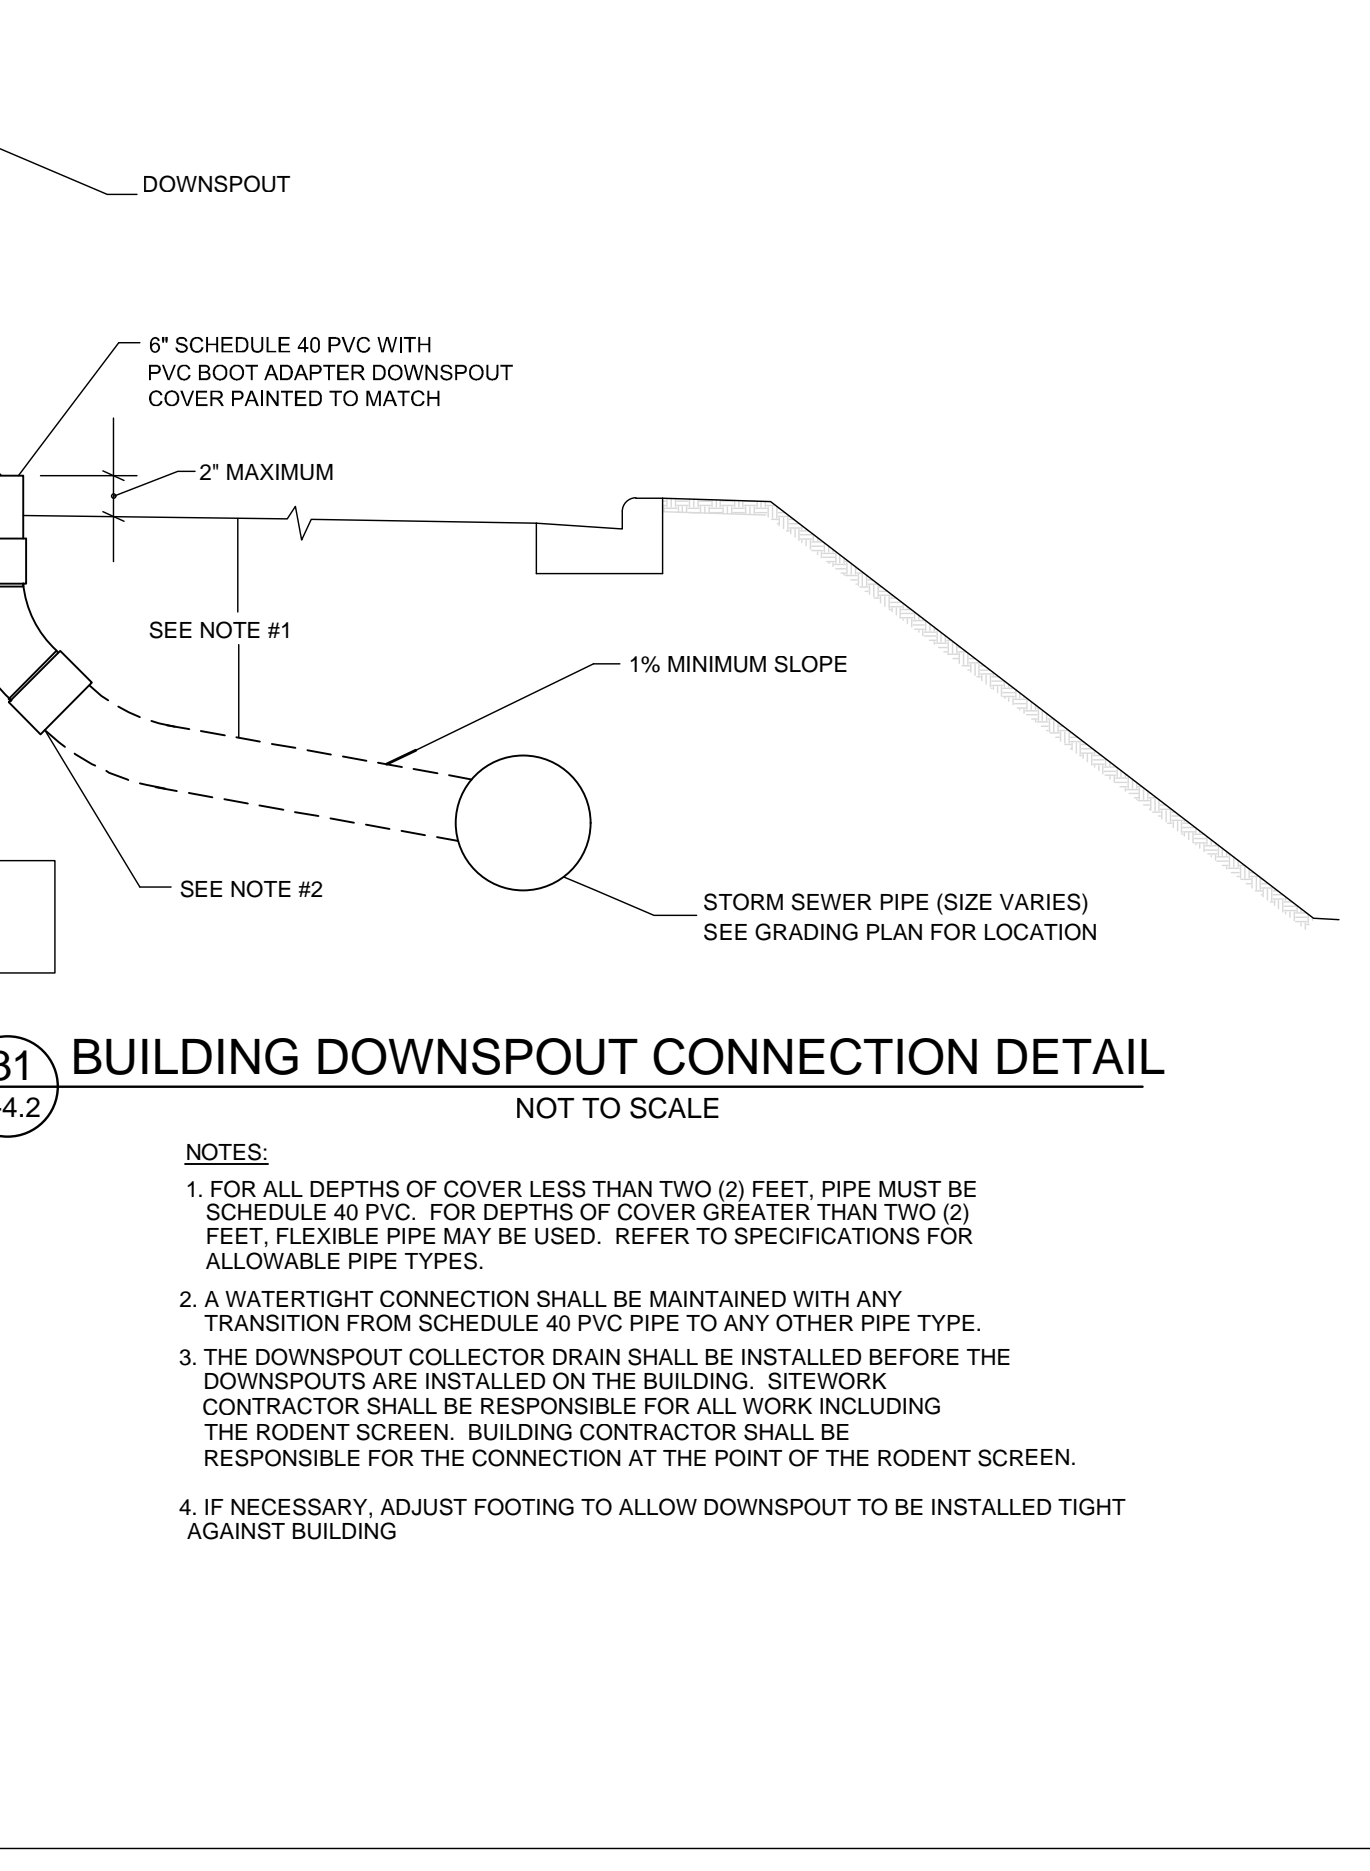 DOWNSPOUT
6" SCHEDULE 40 PVC WITH
PVC BOOT ADAPTER DOWNSPOUT
COVER PAINTED TO MATCH
2" MAXIMUM
SEE NOTE #1
1% MINIMUM SLOPE
SEE NOTE #2
STORM SEWER PIPE (SIZE VARIES)
SEE GRADING PLAN FOR LOCATION
BUILDING DOWNSPOUT CONNECTION DETAIL
-4.2
NOT TO SCALE
NOTES:
1. FOR ALL DEPTHS OF COVER LESS THAN TWO (2) FEET, PIPE MUST BE
SCHEDULE 40 PVC. FOR DEPTHS OF COVER GREATER THAN TWO (2)
FEET, FLEXIBLE PIPE MAY BE USED. REFER TO SPECIFICATIONS FOR
ALLOWABLE PIPE TYPES.
2. A WATERTIGHT CONNECTION SHALL BE MAINTAINED WITH ANY
TRANSITION FROM SCHEDULE 40 PVC PIPE TO ANY OTHER PIPE TYPE.
3. THE DOWNSPOUT COLLECTOR DRAIN SHALL BE INSTALLED BEFORE THE
DOWNSPOUTS ARE INSTALLED ON THE BUILDING. SITEWORK
CONTRACTOR SHALL BE RESPONSIBLE FOR ALL WORK INCLUDING
THE RODENT SCREEN. BUILDING CONTRACTOR SHALL BE
RESPONSIBLE FOR THE CONNECTION AT THE POINT OF THE RODENT SCREEN.
4. IF NECESSARY, ADJUST FOOTING TO ALLOW DOWNSPOUT TO BE INSTALLED TIGHT
AGAINST BUILDING